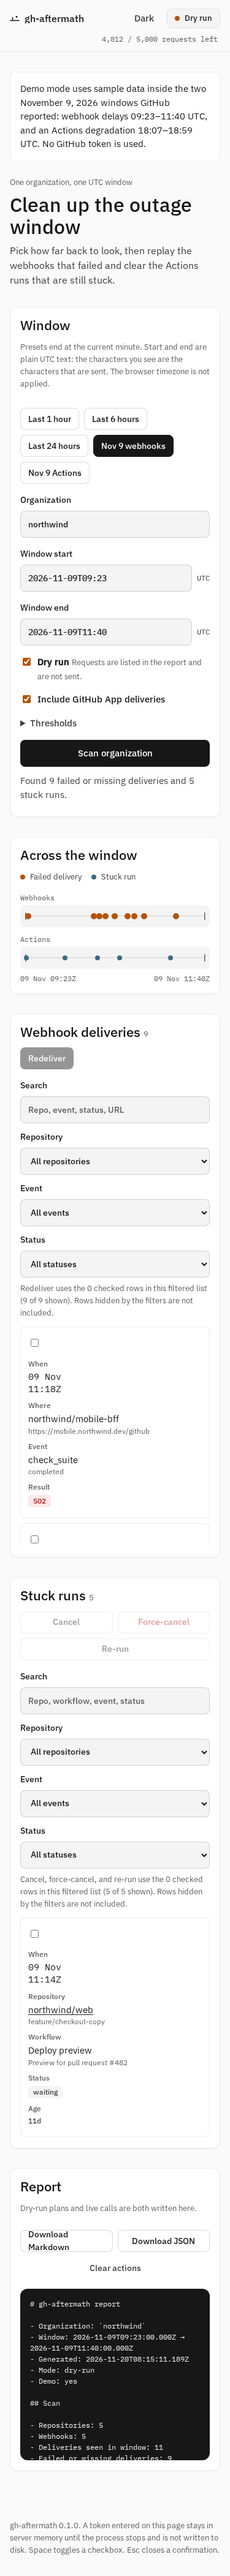 gh-aftermath
Dark
Dry run
4,812 / 5,000 requests left
Demo mode uses sample data inside the two
November 9, 2026 windows GitHub
reported: webhook delays 09:23–11:40 UTC,
and an Actions degradation 18:07–18:59
UTC. No GitHub token is used.
One organization, one UTC window
Clean up the outage
window
Pick how far back to look, then replay the
webhooks that failed and clear the Actions
runs that are still stuck.
Window
Presets end at the current minute. Start and end are
plain UTC text: the characters you see are the
characters that are sent. The browser timezone is not
applied.
Last 1 hour
Last 6 hours
Last 24 hours
Nov 9 webhooks
Nov 9 Actions
Organization
northwind
Window start
2026-11-09T09:23
UTC
Window end
2026-11-09T11:40
UTC
Dry run Requests are listed in the report and
are not sent.
Include GitHub App deliveries
Thresholds
Scan organization
Found 9 failed or missing deliveries and 5
stuck runs.
Across the window
Failed delivery
Stuck run
Webhooks
Actions
09 Nov 09:23Z
09 Nov 11:40Z
Webhook deliveries 9
Redeliver
Search
Repo, event, status, URL
Repository
All repositories
Event
All events
Status
All statuses
Redeliver uses the 0 checked rows in this filtered list
(9 of 9 shown). Rows hidden by the filters are not
included.
When
09 Nov
11:18Z
Where
northwind/mobile-bff
https://mobile.northwind.dev/github
Event
check_suite
completed
Result
502
Stuck runs 5
Cancel
Force-cancel
Re-run
Search
Repo, workflow, event, status
Repository
All repositories
Event
All events
Status
All statuses
Cancel, force-cancel, and re-run use the 0 checked
rows in this filtered list (5 of 5 shown). Rows hidden
by the filters are not included.
When
09 Nov
11:14Z
Repository
northwind/web
feature/checkout-copy
Workflow
Deploy preview
Preview for pull request #482
Status
waiting
Age
11d
Report
Dry-run plans and live calls are both written here.
Download
Markdown
Download JSON
Clear actions
# gh-aftermath report
- Organization: `northwind`
- Window: 2026-11-09T09:23:00.000Z →
2026-11-09T11:40:00.000Z
- Generated: 2026-11-20T08:15:11.189Z
- Mode: dry-run
- Demo: yes
## Scan
- Repositories: 5
- Webhooks: 5
- Deliveries seen in window: 11
- Failed or missing deliveries: 9
gh-aftermath 0.1.0. A token entered on this page stays in
server memory until the process stops and is not written to
disk. Space toggles a checkbox. Esc closes a confirmation.